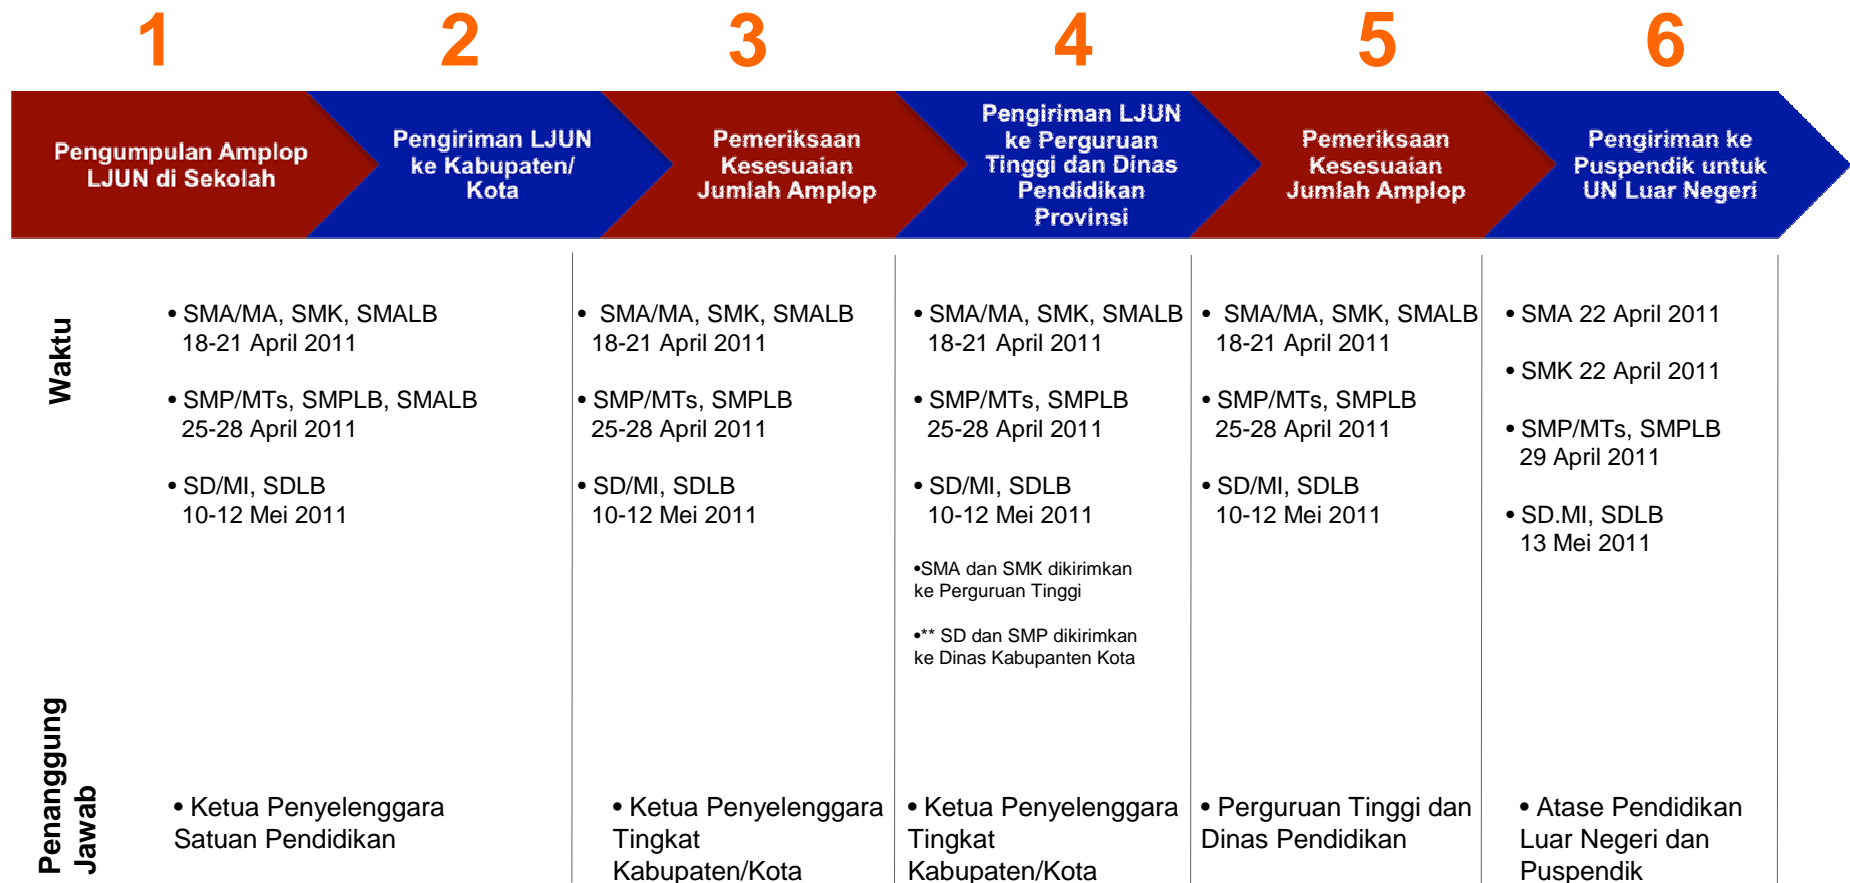 1
2
3
4
5
6
Pengumpulan Amplop
LJUN di Sekolah
Pengiriman LJUN
ke Kabupaten/
Kota
Pemeriksaan
Kesesuaian
Jumlah Amplop
Pengiriman LJUN
ke Perguruan
Tinggi dan Dinas
Pendidikan
Provinsi
Pemeriksaan
Kesesuaian
Jumlah Amplop
Pengiriman ke
Puspendik untuk
UN Luar Negeri
Waktu
• SMA/MA, SMK, SMALB
18-21 April 2011
• SMP/MTs, SMPLB, SMALB
25-28 April 2011
• SD/MI, SDLB
10-12 Mei 2011
• SMA/MA, SMK, SMALB
18-21 April 2011
• SMP/MTs, SMPLB
25-28 April 2011
• SD/MI, SDLB
10-12 Mei 2011
• SMA/MA, SMK, SMALB
18-21 April 2011
• SMP/MTs, SMPLB
25-28 April 2011
• SD/MI, SDLB
10-12 Mei 2011
•SMA dan SMK dikirimkan
ke Perguruan Tinggi
•** SD dan SMP dikirimkan
ke Dinas Kabupanten Kota
• SMA/MA, SMK, SMALB
18-21 April 2011
• SMP/MTs, SMPLB
25-28 April 2011
• SD/MI, SDLB
10-12 Mei 2011
• SMA 22 April 2011
• SMK 22 April 2011
• SMP/MTs, SMPLB
29 April 2011
• SD.MI, SDLB
13 Mei 2011
Penanggung
Jawab
• Ketua Penyelenggara
Satuan Pendidikan
• Ketua Penyelenggara
Tingkat
Kabupaten/Kota
• Ketua Penyelenggara
Tingkat
Kabupaten/Kota
• Perguruan Tinggi dan
Dinas Pendidikan
• Atase Pendidikan
Luar Negeri dan
Puspendik